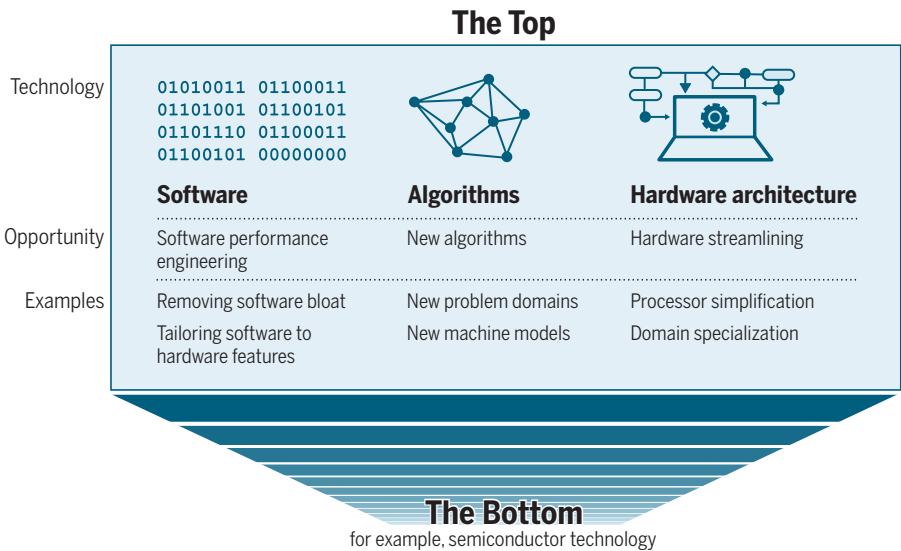 The Top
Technology
01010011 01100011
01101001 01100101
01101110 01100011
01100101 00000000
Software
Algorithms
Hardware architecture
Opportunity
Software performance
engineering
New algorithms
Hardware streamlining
Examples
Removing software bloat
New problem domains
Processor simplification
Tailoring software to
hardware features
New machine models
Domain specialization
The Bottom
for example, semiconductor technology